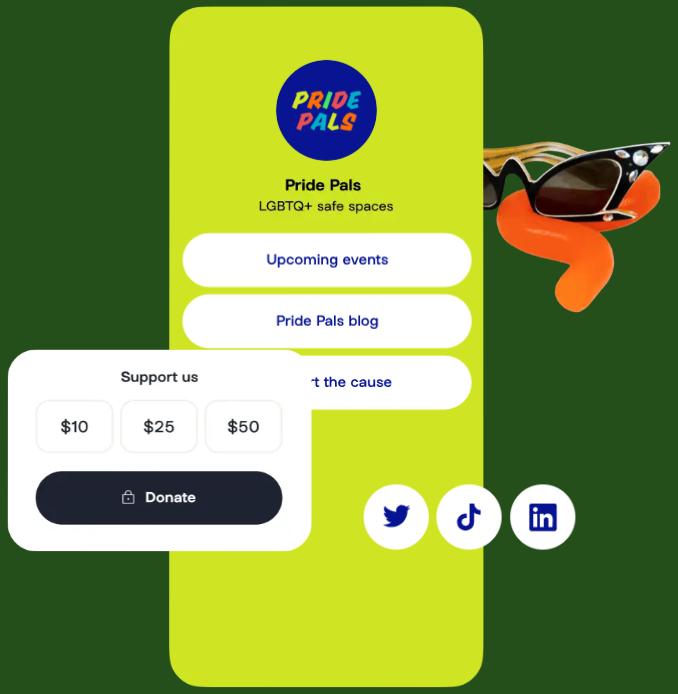 PRIDE
PALS
Pride Pals
LGBTQ+ safe spaces
Upcoming events
Pride Pals blog
rt the cause
Support us
$10 $25 $50
Donate
in